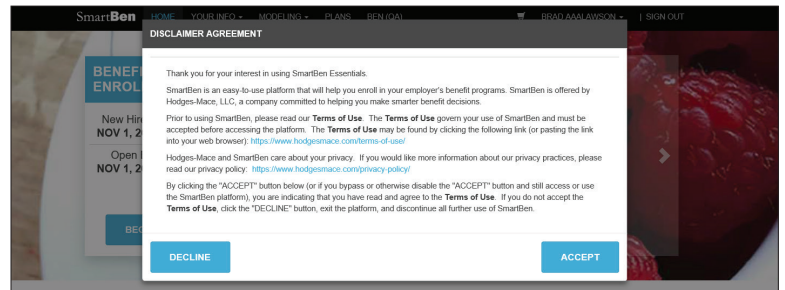 SmartBen HOME YOUR INFO MODELING PLANS BEN (QA) BRAD AAALAWSON | SIGN OUT
DISCLAIMER AGREEMENT
BENEFI
ENROL
New Hir
NOV 1, 2
Open
NOV 1, 2
BE
Thank you for your interest in using SmartBen Essentials.
SmartBen is an easy-to-use platform that will help you enroll in your employer's benefit programs. SmartBen is offered by
Hodges-Mace, LLC, a company committed to helping you make smarter benefit decisions.
Prior to using SmartBen, please read our Terms of Use. The Terms of Use govern your use of SmartBen and must be
accepted before accessing the platform. The Terms of Use may be found by clicking the following link (or pasting the link
into your web browser): https://www.hodgesmace.com/terms-of-use/
Hodges-Mace and SmartBen care about your privacy. If you would like more information about our privacy practices, please
read our privacy policy: https://www.hodgesmace.com/privacy-policy/
By clicking the "ACCEPT" button below (or if you bypass or otherwise disable the "ACCEPT" button and still access or use
the SmartBen platform), you are indicating that you have read and agree to the Terms of Use. If you do not accept the
Terms of Use, click the "DECLINE" button, exit the platform, and discontinue all further use of SmartBen.
DECLINE
ACCEPT